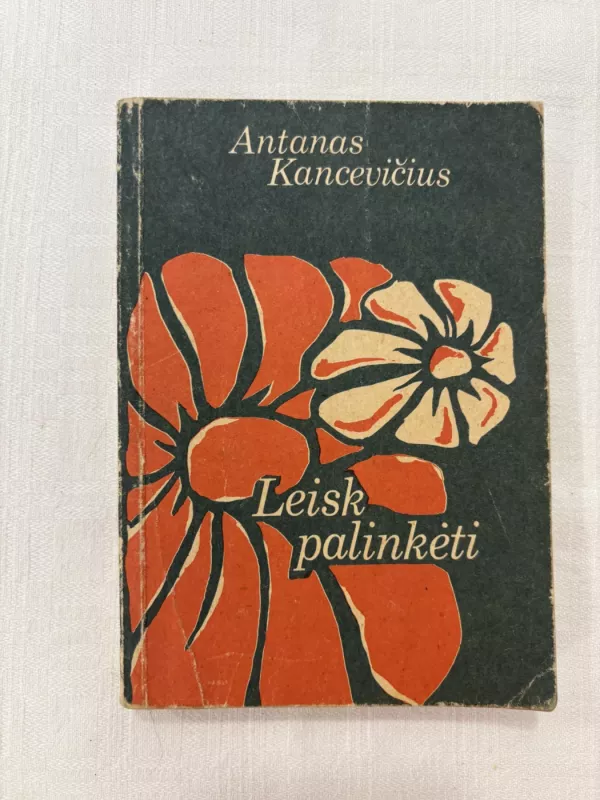 Antanas
Kancevičius
Leisk
palinkėti